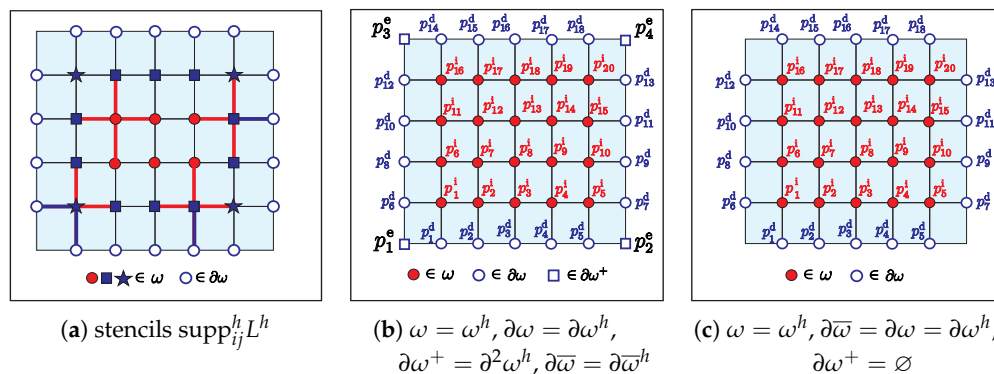 ∈ ω ∈ ∂ω
(a) stencils supp^h_{ij} L^h
p^e_3 p^d_14 p^d_15 p^d_16 p^d_17 p^d_18 p^e_4
p^d_12 p^i_16 p^i_17 p^i_18 p^i_19 p^i_20 p^d_13
p^d_10 p^i_11 p^i_12 p^i_13 p^i_14 p^i_15 p^d_11
p^d_8 p^i_6 p^i_7 p^i_8 p^i_9 p^i_10 p^d_9
p^d_6 p^i_1 p^i_2 p^i_3 p^i_4 p^i_5 p^d_7
p^e_1 p^d_1 p^d_2 p^d_3 p^d_4 p^d_5 p^e_2
∈ ω ∈ ∂ω ∈ ∂ω^+
(b) ω = ω^h, ∂ω = ∂ω^h,
∂ω^+ = ∂^2ω^h, ∂ω̅ = ∂ω̅^h
p^d_14 p^d_15 p^d_16 p^d_17 p^d_18
p^d_12 p^i_16 p^i_17 p^i_18 p^i_19 p^i_20 p^d_13
p^d_10 p^i_11 p^i_12 p^i_13 p^i_14 p^i_15 p^d_11
p^d_8 p^i_6 p^i_7 p^i_8 p^i_9 p^i_10 p^d_9
p^d_6 p^i_1 p^i_2 p^i_3 p^i_4 p^i_5 p^d_7
p^d_1 p^d_2 p^d_3 p^d_4 p^d_5
∈ ω ∈ ∂ω
(c) ω = ω^h, ∂ω̅ = ∂ω = ∂ω^h,
∂ω^+ = ∅